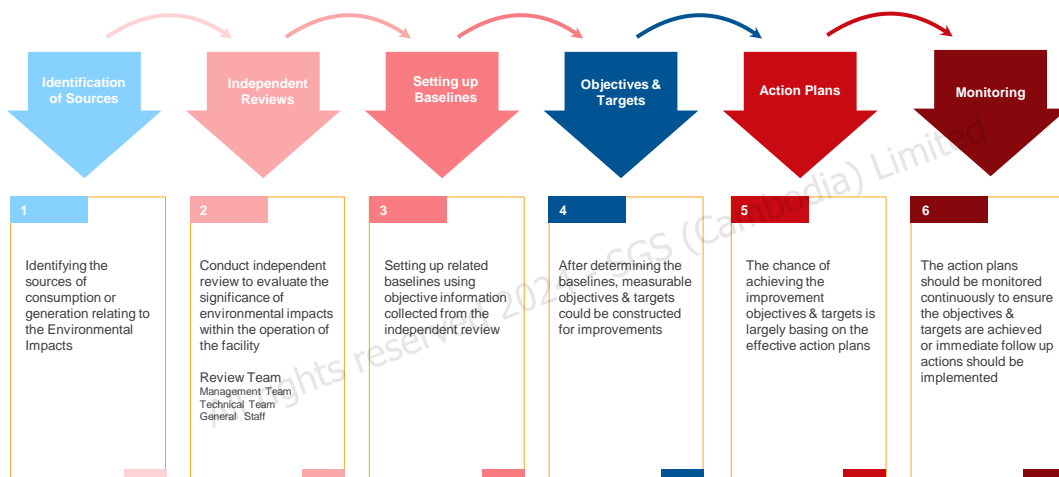 Identification
of Sources
Independent
Reviews
Setting up
Baselines
Objectives &
Targets
Action Plans
Monitoring
1
Identifying the
sources of
consumption or
generation relating to
the Environmental
Impacts
2
Conduct independent
review to evaluate the
significance of
environmental impacts
within the operation of
the facility
Review Team
Management Team
Technical Team
General Staff
3
Setting up related
baselines using
objective information
collected from the
independent review
4
After determining the
baselines, measurable
objectives & targets
could be constructed
for improvements
5
The chance of
achieving the
improvement
objectives & targets is
largely basing on the
effective action plans
6
The action plans
should be monitored
continuously to ensure
the objectives &
targets are achieved
or immediate follow up
actions should be
implemented
All rights reserved 2024 - SGS (Cambodia) Limited